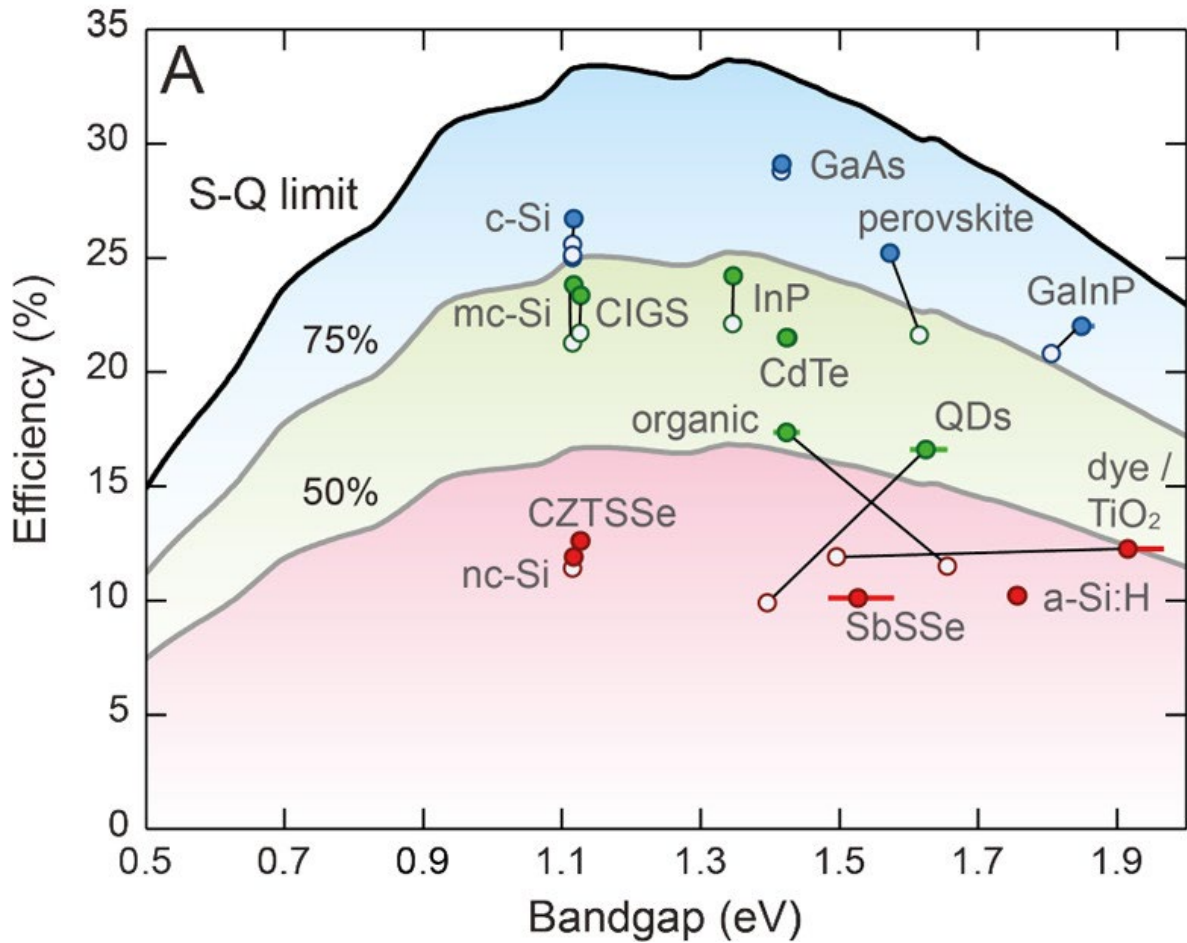 A
35
30
25
20
15
10
5
0
Efficiency (%)
S-Q limit
75%
50%
c-Si
GaAs
perovskite
GaInP
mc-Si
CIGS
InP
CdTe
organic
QDs
dye /
TiO₂
CZTSSe
nc-Si
SbSSe
a-Si:H
0.5 0.7 0.9 1.1 1.3 1.5 1.7 1.9
Bandgap (eV)